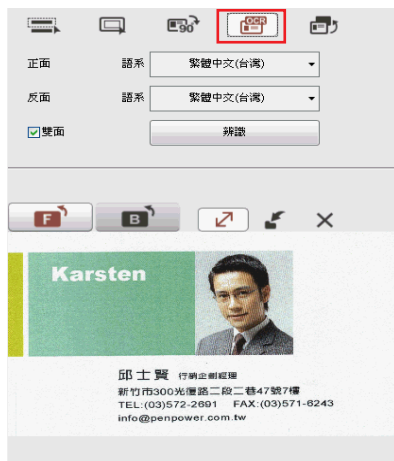 90°
OCR
正面 語系 繁體中文(台灣)
反面 語系 繁體中文(台灣)
雙面 辨識
F B
Karsten
邱士賢 行銷企劃經理
新竹市300光復路二段二巷47號7樓
TEL:(03)572-2691 FAX:(03)571-6243
info@penpower.com.tw